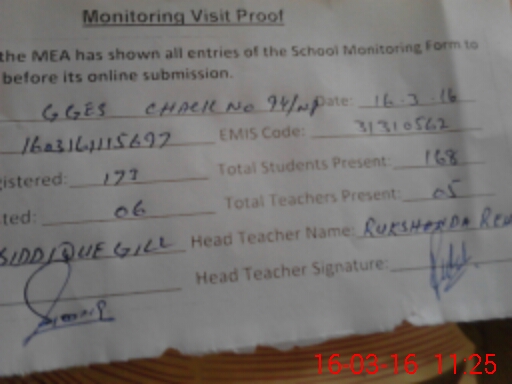 Monitoring Visit Proof
the MEA has shown all entries of the School Monitoring Form to
before its online submission.
GGES CHACK No 94/NP Date: 16.3.16
EMIS Code: 31310562
gistered: 177 Total Students Present: 168
ted: 06 Total Teachers Present: 05
SIDDIQUE GILL Head Teacher Name: RUKSHANDA
Head Teacher Signature:
16-03-16 11:25